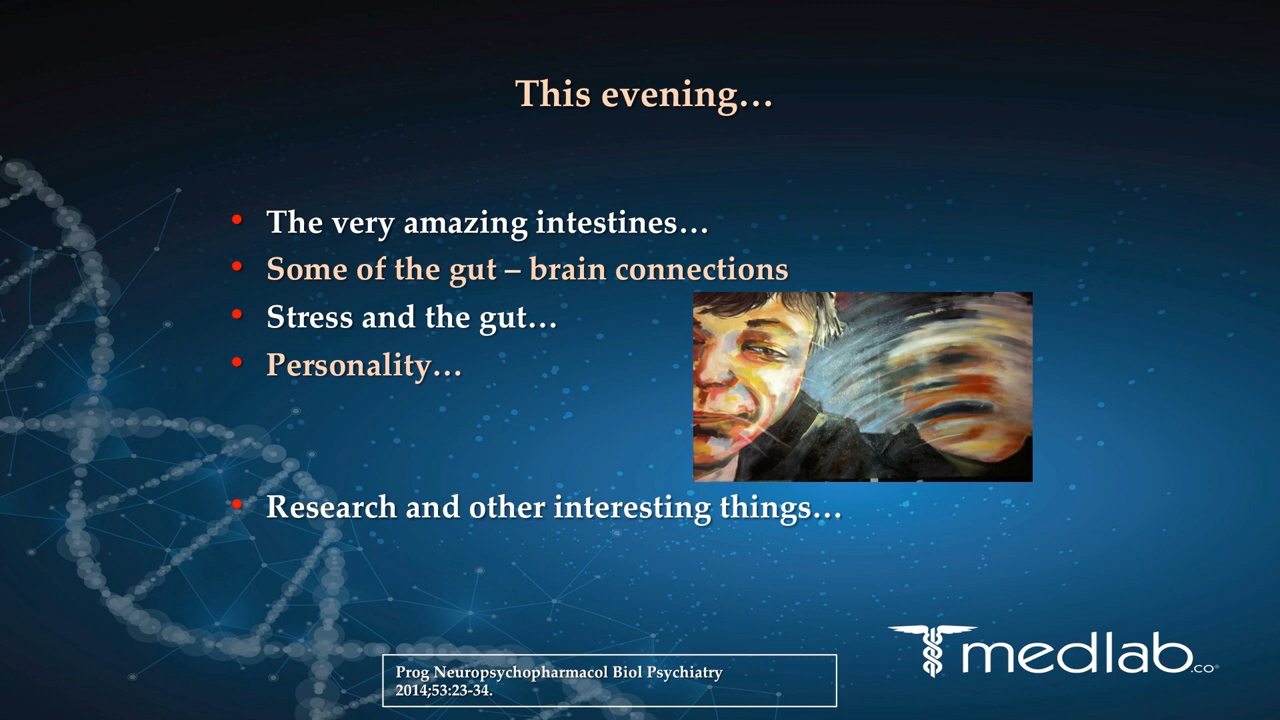 This evening…
• The very amazing intestines…
• Some of the gut – brain connections
• Stress and the gut…
• Personality…
• Research and other interesting things…
Prog Neuropsychopharmacol Biol Psychiatry
2014;53:23-34.
medlab.co